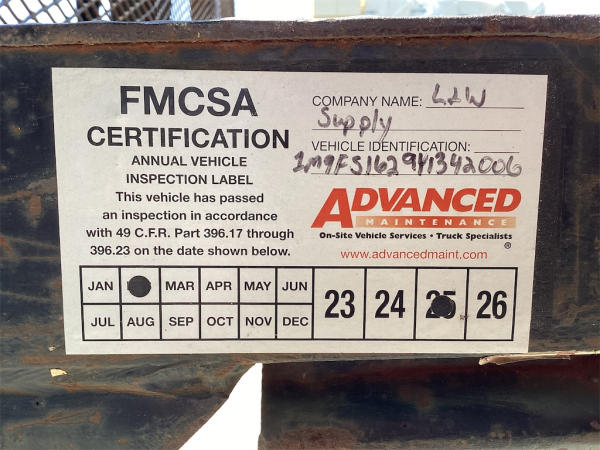 FMCSA
CERTIFICATION
ANNUAL VEHICLE
INSPECTION LABEL
This vehicle has passed
an inspection in accordance
with 49 C.F.R. Part 396.17 through
396.23 on the date shown below.
COMPANY NAME: L&W
Supply
VEHICLE IDENTIFICATION:
1M9FS162941342006
ADVANCED
MAINTENANCE
On-Site Vehicle Services • Truck Specialists
®
www.advancedmaint.com
JAN MAR APR MAY JUN
JUL AUG SEP OCT NOV DEC
23 24 25 26